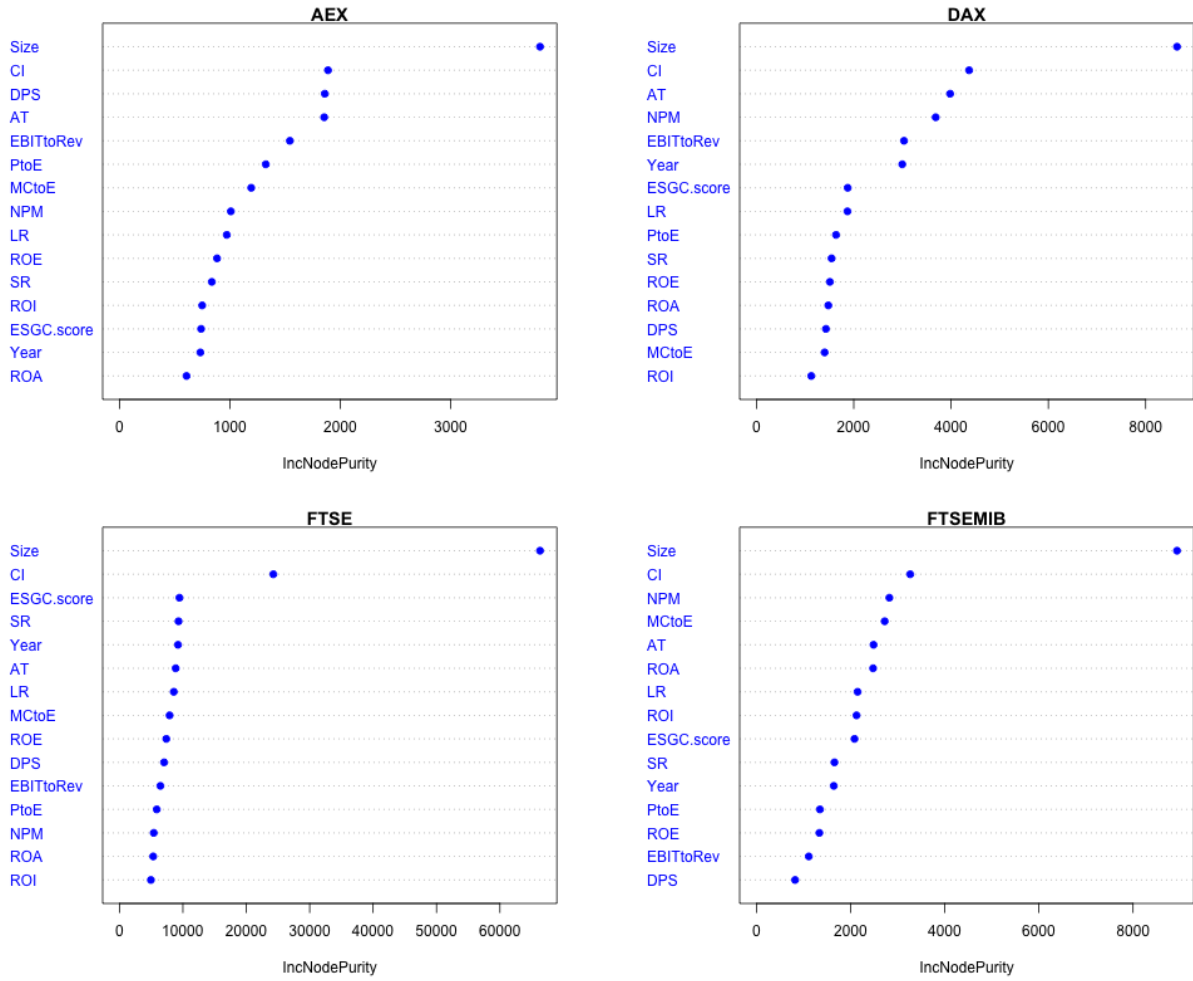 AEX
Size
CI
DPS
AT
EBITtoRev
PtoE
MCtoE
NPM
LR
ROE
SR
ROI
ESGC.score
Year
ROA
0 1000 2000 3000
IncNodePurity
DAX
Size
CI
AT
NPM
EBITtoRev
Year
ESGC.score
LR
PtoE
SR
ROE
ROA
DPS
MCtoE
ROI
0 2000 4000 6000 8000
IncNodePurity
FTSE
Size
CI
ESGC.score
SR
Year
AT
LR
MCtoE
ROE
DPS
EBITtoRev
PtoE
NPM
ROA
ROI
0 10000 20000 30000 40000 50000 60000
IncNodePurity
FTSEMIB
Size
CI
NPM
MCtoE
AT
ROA
LR
ROI
ESGC.score
SR
Year
PtoE
ROE
EBITtoRev
DPS
0 2000 4000 6000 8000
IncNodePurity